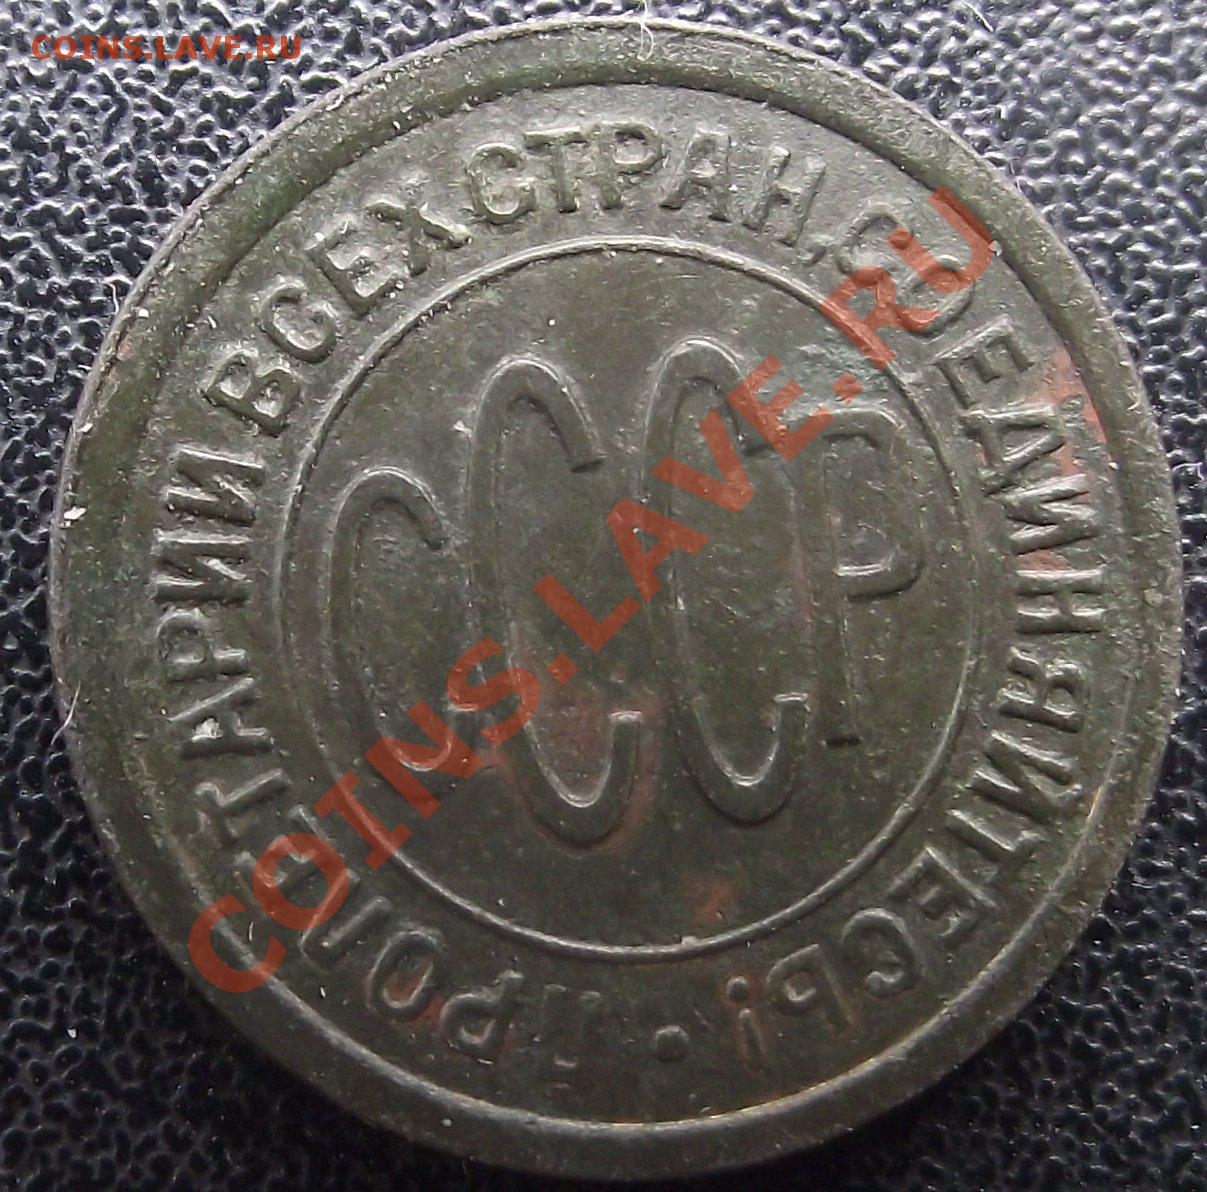 COINS.LAVE.RU
ПРОЛЕТАРИИ ВСЕХ СТРАН, СОЕДИНЯЙТЕСЬ!
СССР
COINS.LAVE.RU